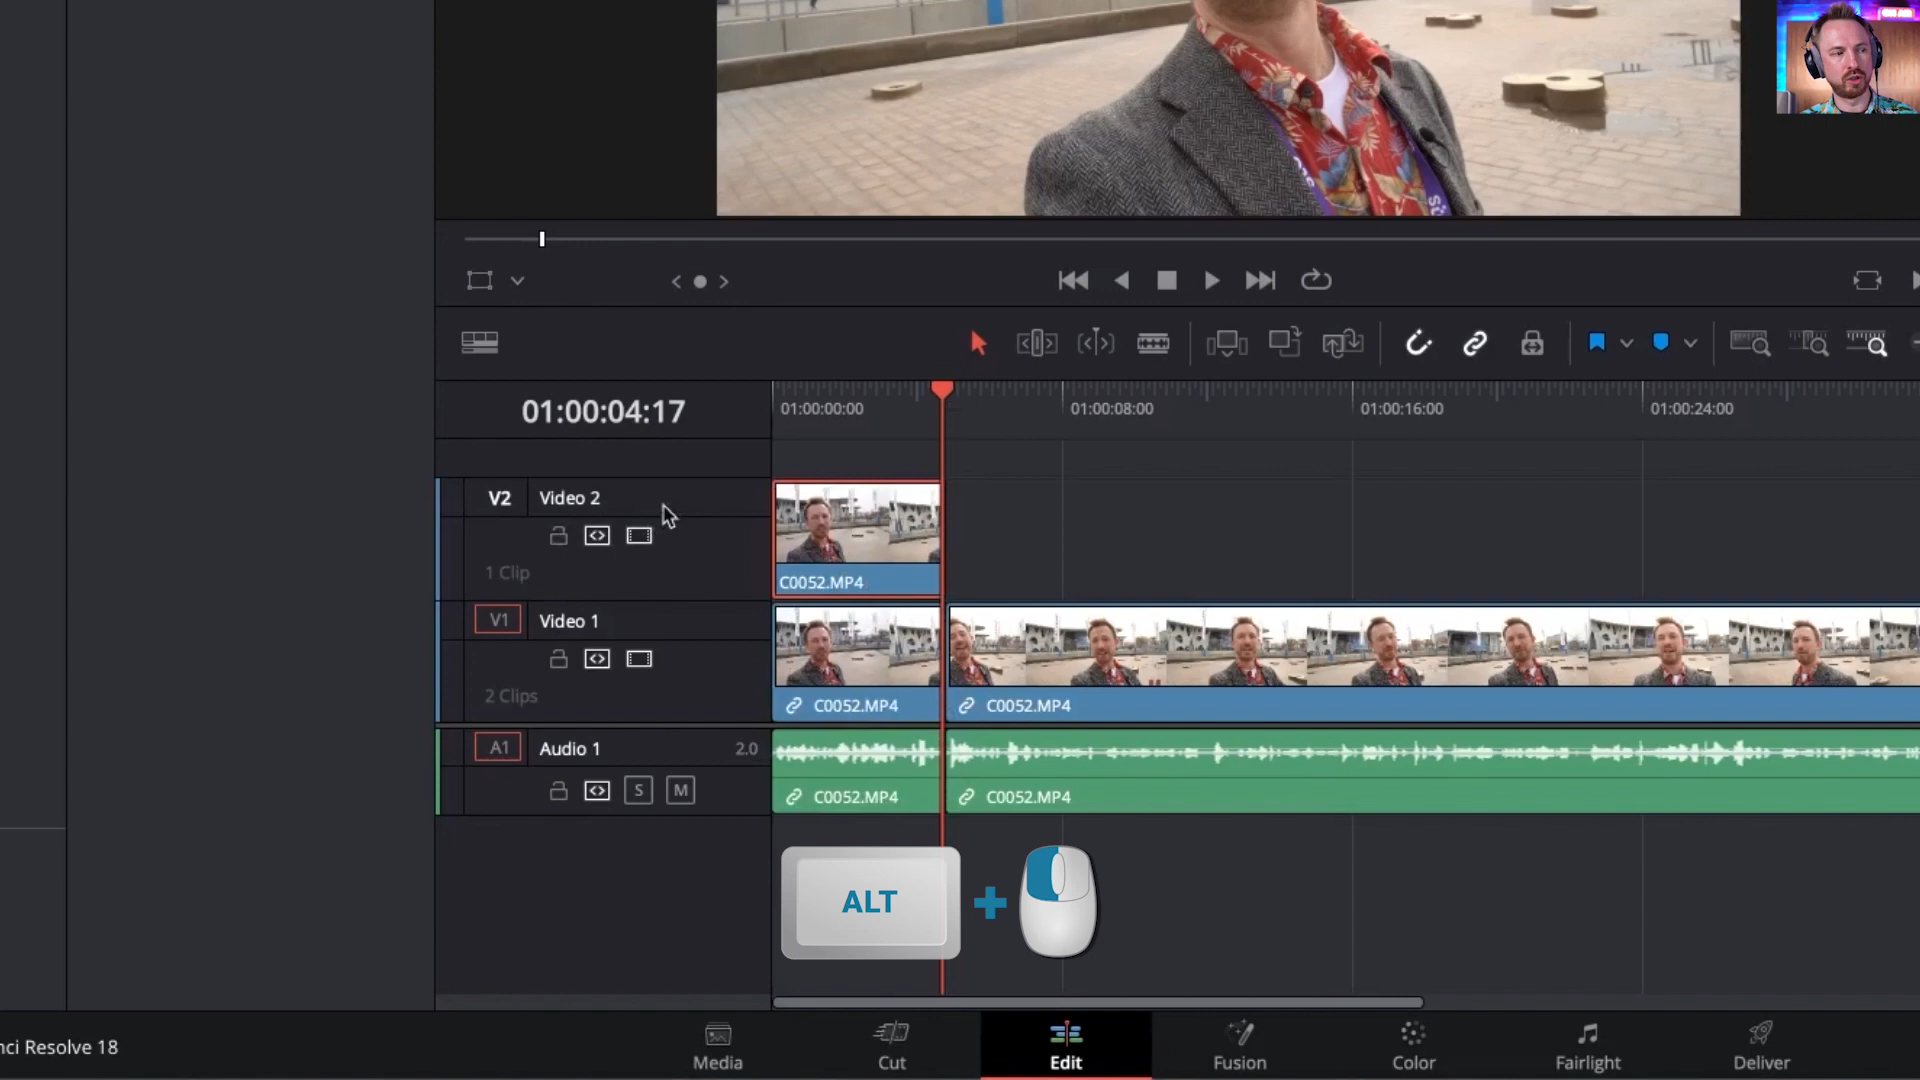 01:00:04:17
01:00:00:00
01:00:08:00
01:00:16:00
01:00:24:00
V2
Video 2
1 Clip
C0052.MP4
V1
Video 1
2 Clips
C0052.MP4
C0052.MP4
A1
Audio 1
2.0
S
M
C0052.MP4
C0052.MP4
ALT
nci Resolve 18
Media
Cut
Edit
Fusion
Color
Fairlight
Deliver